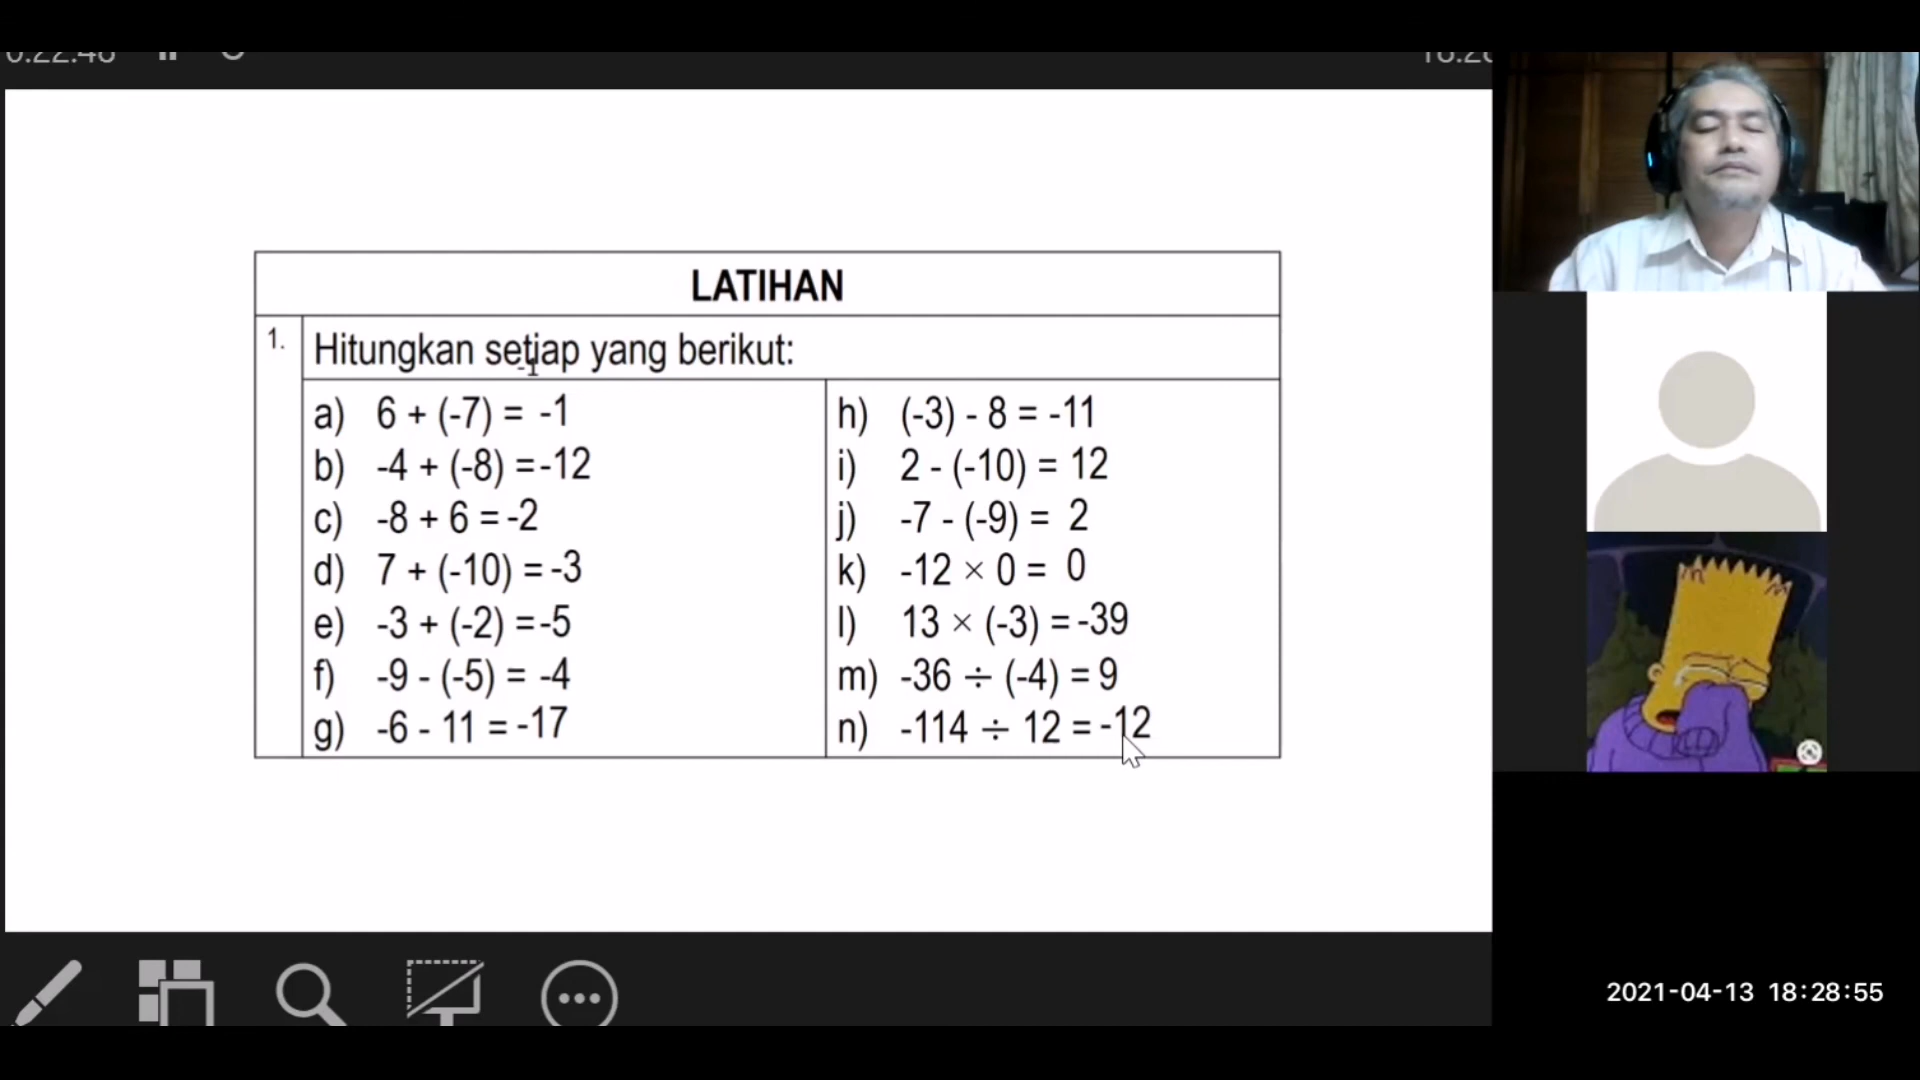 LATIHAN
1. Hitungkan setiap yang berikut:
-1
a) 6 + (-7) = -1
b) -4 + (-8) = -12
c) -8 + 6 = -2
d) 7 + (-10) = -3
e) -3 + (-2) = -5
f) -9 - (-5) = -4
g) -6 - 11 = -17
h) (-3) - 8 = -11
i) 2 - (-10) = 12
j) -7 - (-9) = 2
k) -12 × 0 = 0
l) 13 × (-3) = -39
m) -36 ÷ (-4) = 9
n) -114 ÷ 12 = -12
2021-04-13 18:28:55